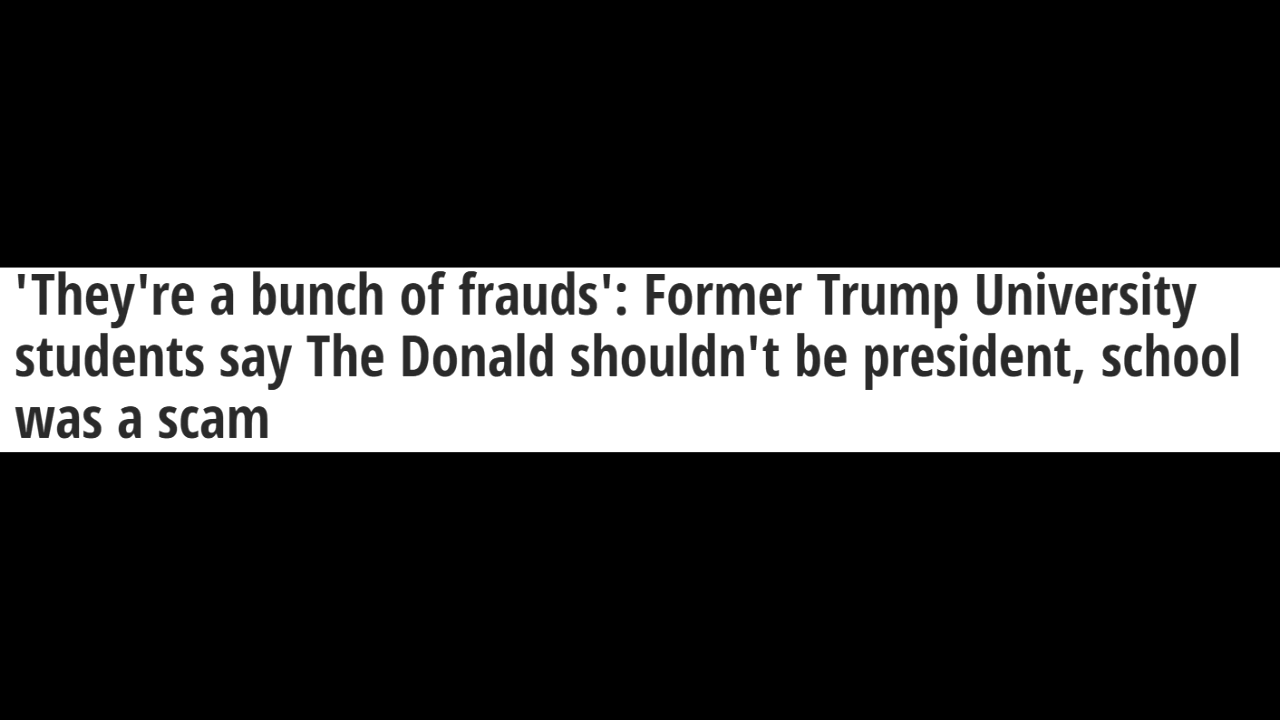 'They're a bunch of frauds': Former Trump University
students say The Donald shouldn't be president, school
was a scam